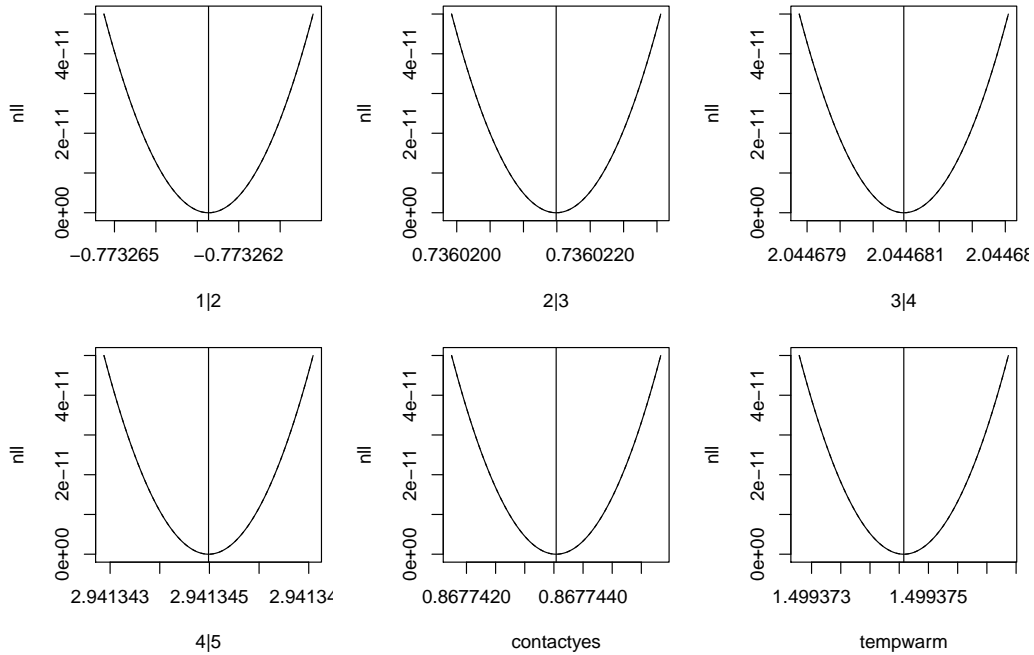 nll
0e+00 2e-11 4e-11
-0.773265 -0.773262
1|2
nll
0e+00 2e-11 4e-11
0.7360200 0.7360220
2|3
nll
0e+00 2e-11 4e-11
2.044679 2.044681 2.04468
3|4
nll
0e+00 2e-11 4e-11
2.941343 2.941345 2.94134
4|5
nll
0e+00 2e-11 4e-11
0.8677420 0.8677440
contactyes
nll
0e+00 2e-11 4e-11
1.499373 1.499375
tempwarm